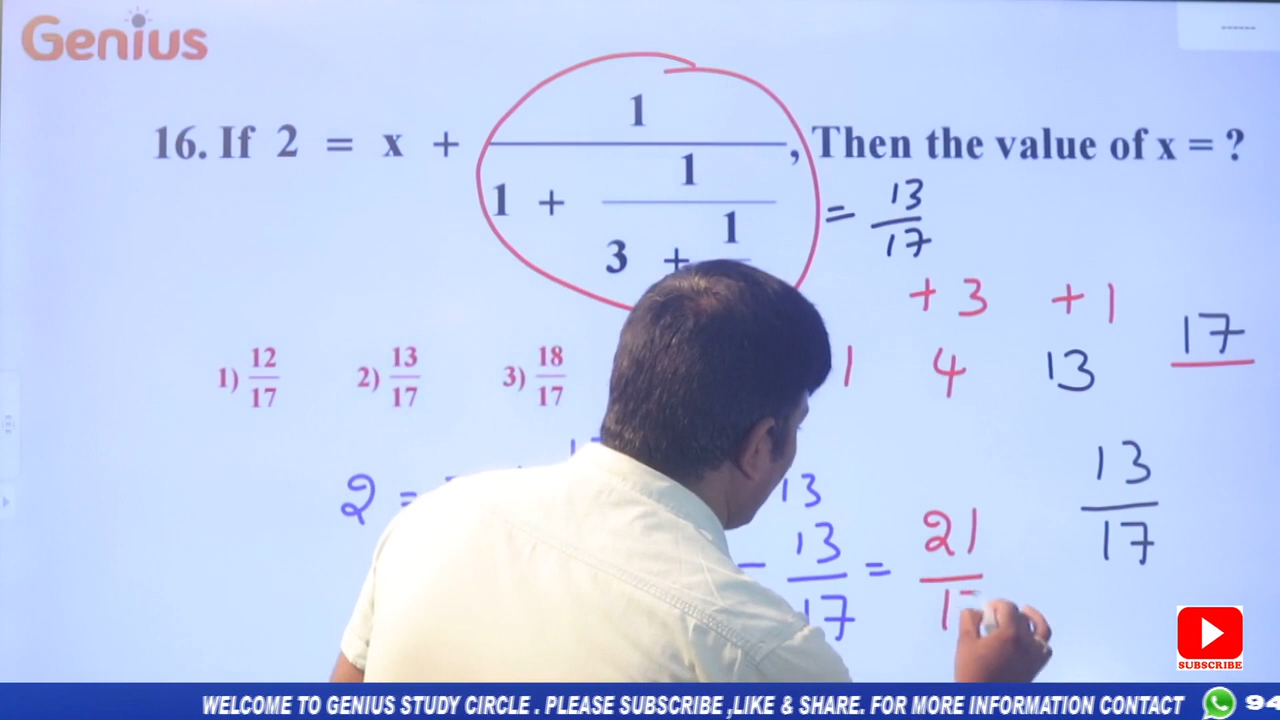 Genius
16. If 2 = x + 1 / 1 + 1 / 3 + 1 , Then the value of x = ?
= 13/17
+ 3 + 1
1 4 13 17
1) 12/17 2) 13/17 3) 18/17
13/17
2 =
13
- 13/17 = 21/1
SUBSCRIBE
WELCOME TO GENIUS STUDY CIRCLE . PLEASE SUBSCRIBE ,LIKE & SHARE. FOR MORE INFORMATION CONTACT 94